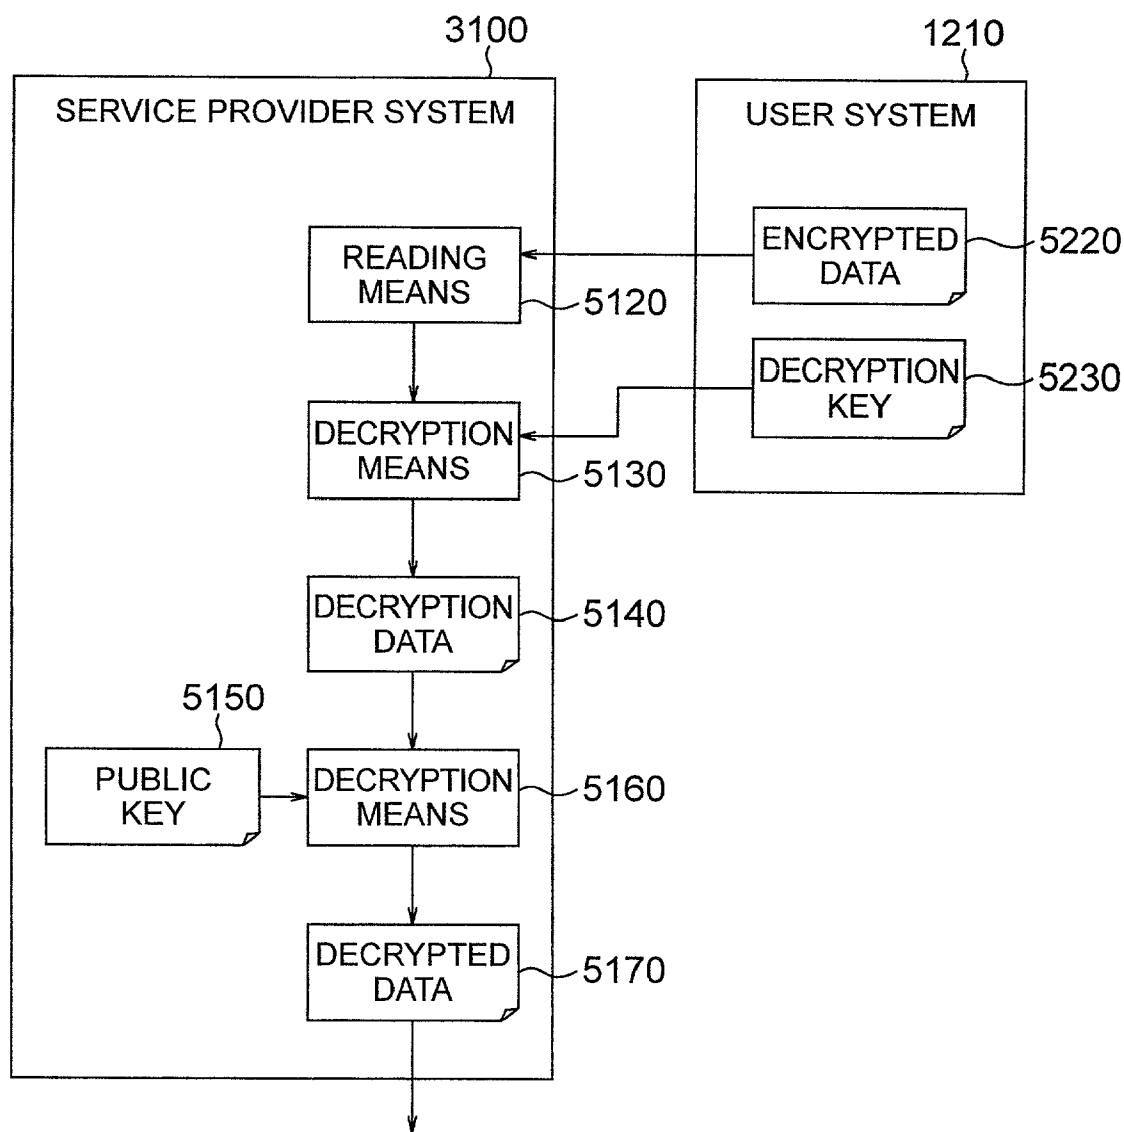 3100
1210
SERVICE PROVIDER SYSTEM
USER SYSTEM
READING
MEANS
5120
ENCRYPTED
DATA
5220
DECRYPTION
KEY
5230
DECRYPTION
MEANS
5130
DECRYPTION
DATA
5140
5150
PUBLIC
KEY
DECRYPTION
MEANS
5160
DECRYPTED
DATA
5170